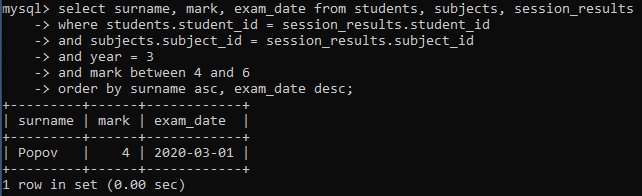 mysql> select surname, mark, exam_date from students, subjects, session_results
    -> where students.student_id = session_results.student_id
    -> and subjects.subject_id = session_results.subject_id
    -> and year = 3
    -> and mark between 4 and 6
    -> order by surname asc, exam_date desc;
+---------+------+------------+
| surname | mark | exam_date  |
+---------+------+------------+
| Popov   |    4 | 2020-03-01 |
+---------+------+------------+
1 row in set (0.00 sec)